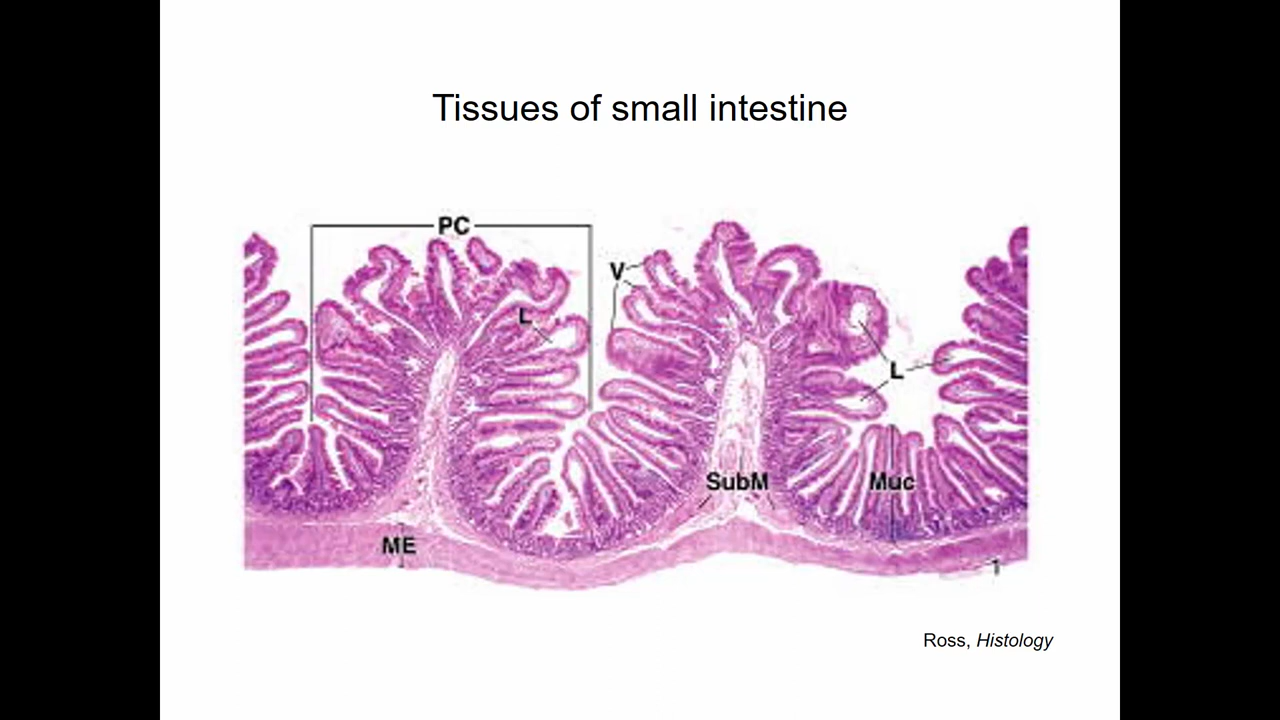 Tissues of small intestine
PC
V
L
L
SubM
Muc
ME
1
Ross, Histology